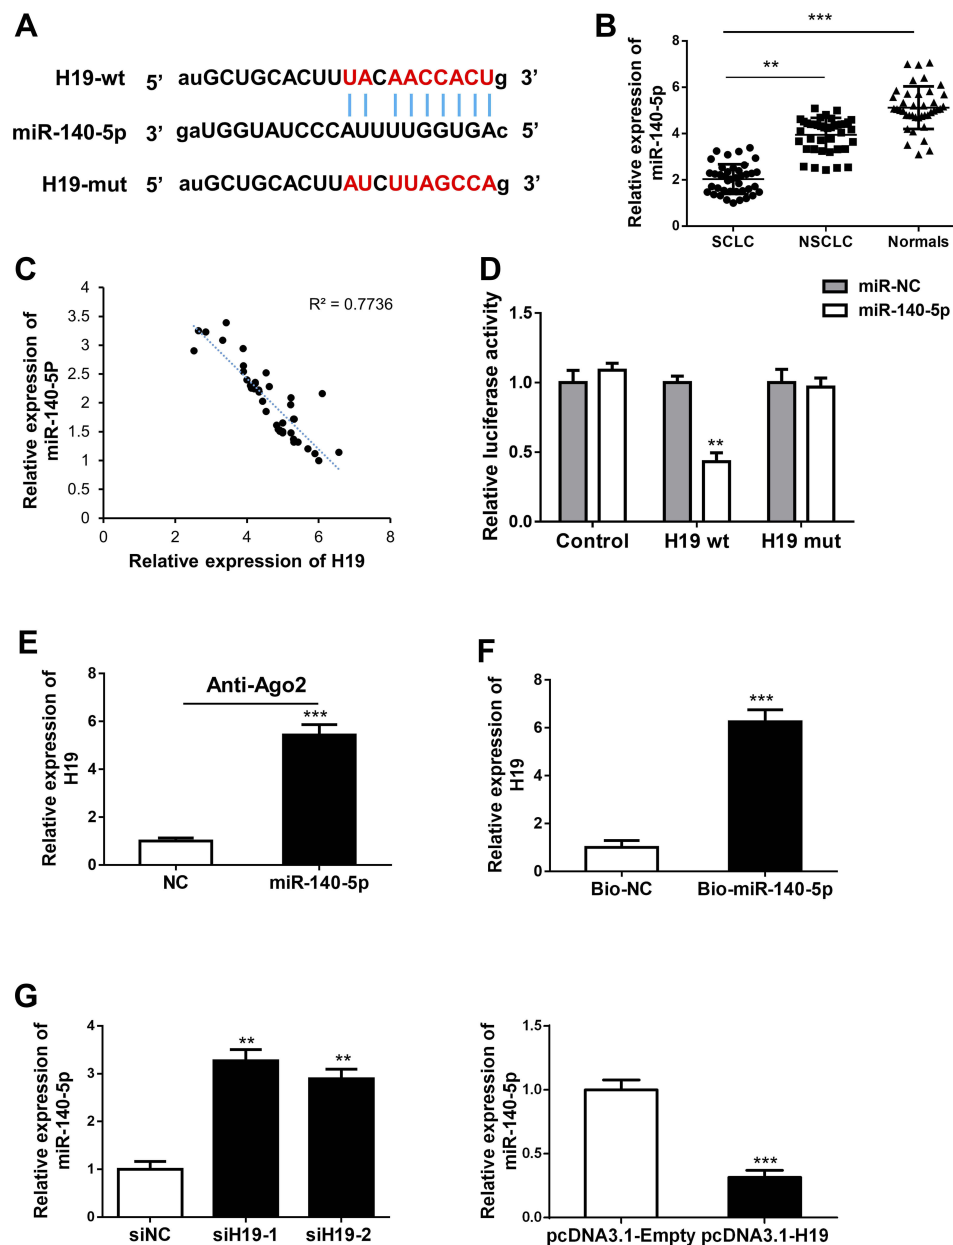 A
H19-wt 5’ auGCUGCACUUUACAACCACUg 3’
miR-140-5p 3’ gaUGGUAUCCCAUUUUGGUGAc 5’
H19-mut 5’ auGCUGCACUUAUCUUAGCCAg 3’
B
Relative expression of
miR-140-5p
8
6
4
2
0
***
**
SCLC NSCLC Normals
C
Relative expression of
miR-140-5P
4
3.5
3
2.5
2
1.5
1
0.5
0
R² = 0.7736
0 2 4 6 8
Relative expression of H19
D
miR-NC
miR-140-5p
Relative luciferase activity
1.5
1.0
0.5
0.0
**
Control H19 wt H19 mut
E
Relative expression of
H19
8
6
4
2
0
Anti-Ago2
***
NC miR-140-5p
F
Relative expression of
H19
8
6
4
2
0
***
Bio-NC Bio-miR-140-5p
G
Relative expression of
miR-140-5p
4
3
2
1
0
**
**
siNC siH19-1 siH19-2
Relative expression of
miR-140-5p
1.5
1.0
0.5
0.0
***
pcDNA3.1-Empty pcDNA3.1-H19